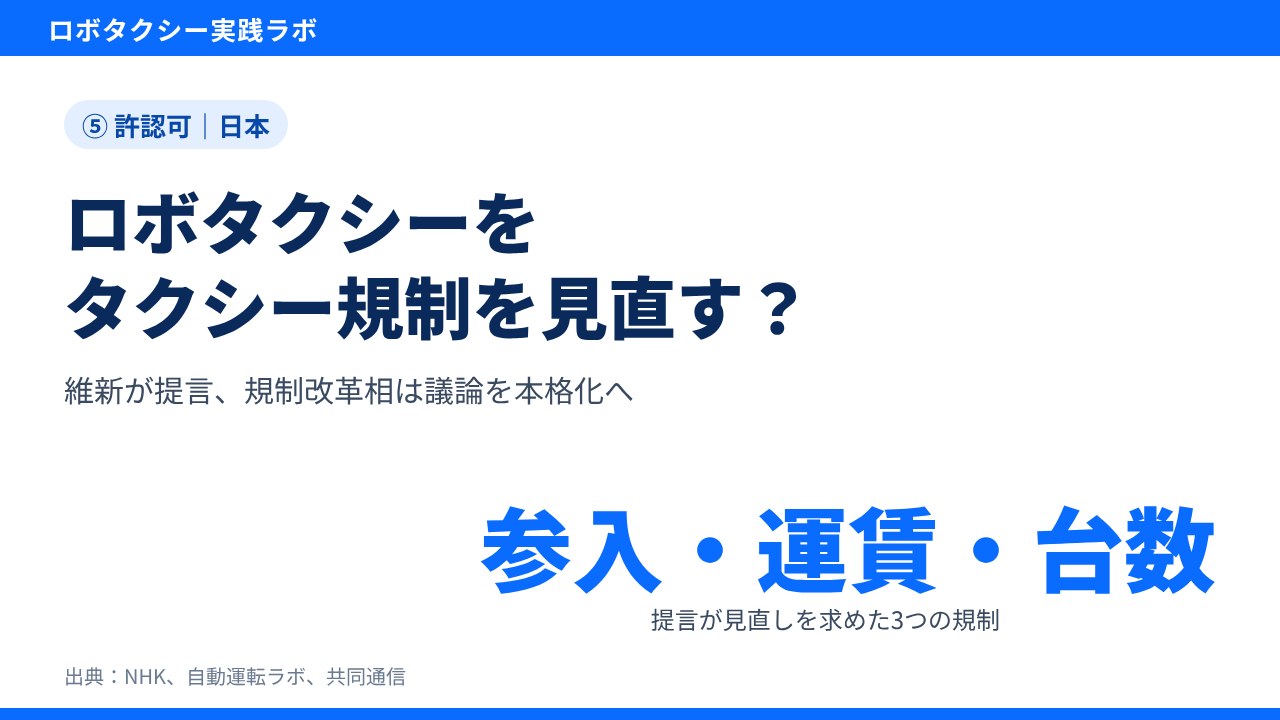 ロボタクシー実践ラボ
⑤ 許認可｜日本
ロボタクシーを
タクシー規制を見直す？
維新が提言、規制改革相は議論を本格化へ
参入・運賃・台数
提言が見直しを求めた3つの規制
出典：NHK、自動運転ラボ、共同通信